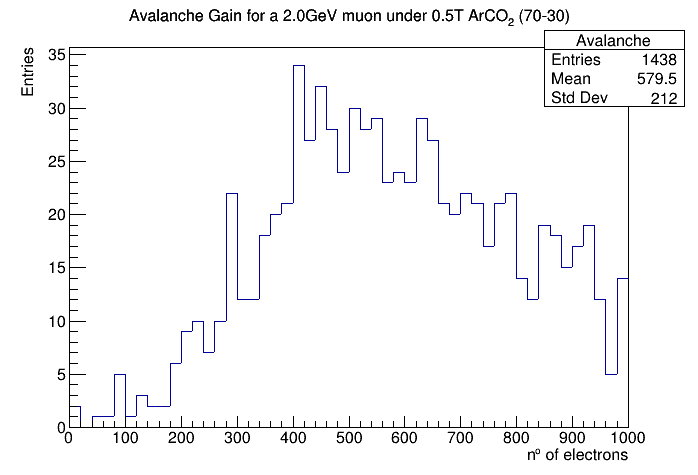 Avalanche Gain for a 2.0GeV muon under 0.5T ArCO₂ (70-30)
Avalanche
Entries 1438
Mean 579.5
Std Dev 212
Entries
35
30
25
20
15
10
5
0
0 100 200 300 400 500 600 700 800 900 1000
nº of electrons